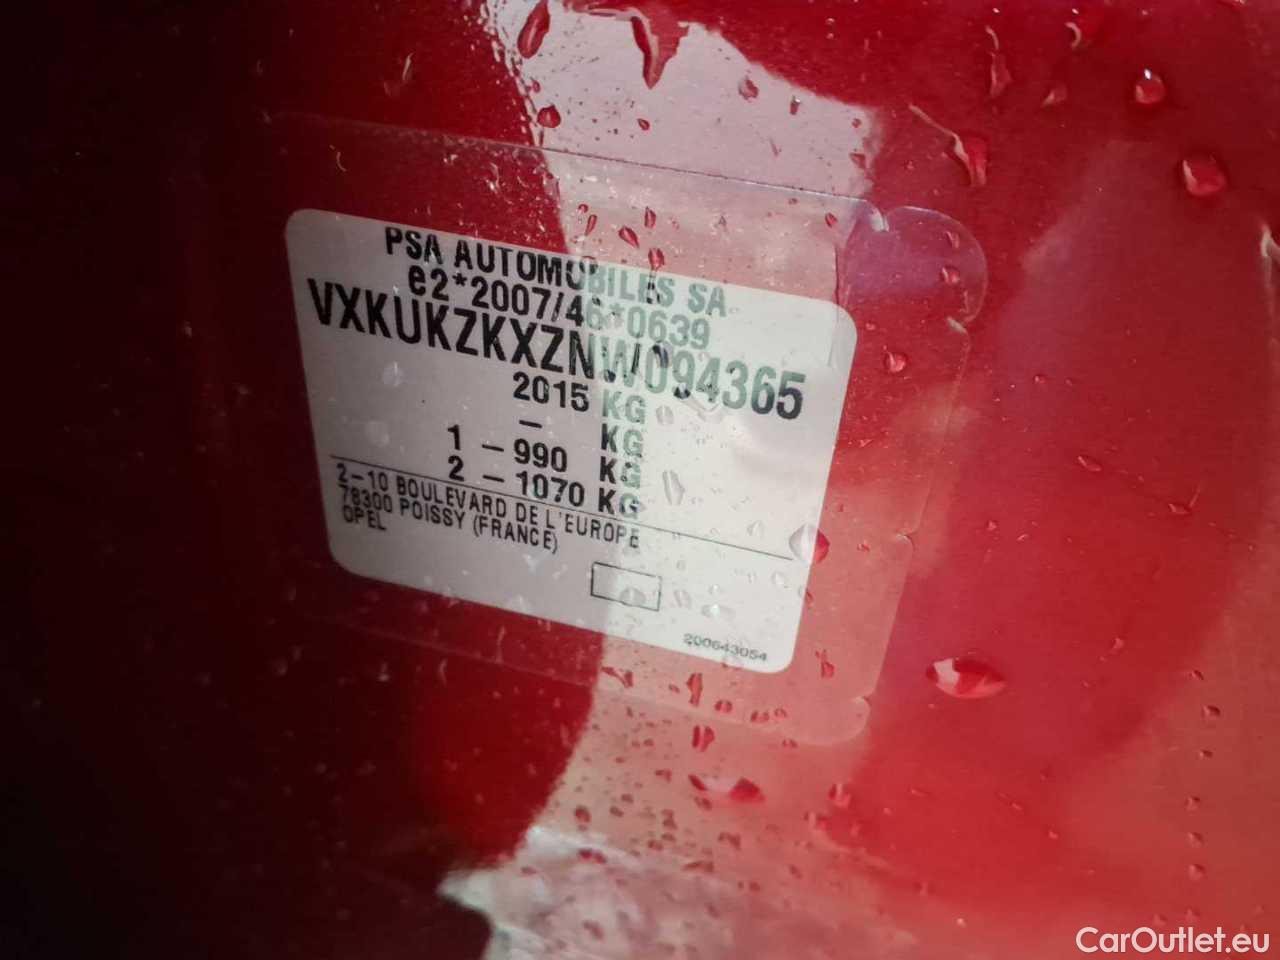 PSA AUTOMOBILES SA
e2*2007/46*0639
VXKUKZKXZNW094365
2015 KG
- KG
1 - 990 KG
2 - 1070 KG
2-10 BOULEVARD DE L'EUROPE
78300 POISSY (FRANCE)
OPEL
200643054
CarOutlet.eu